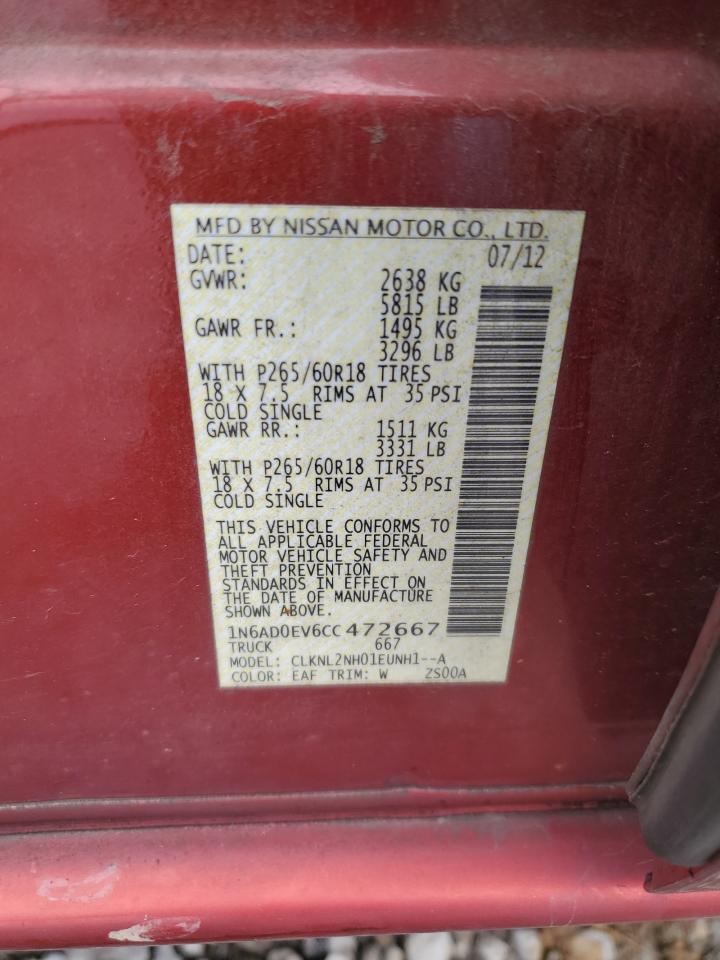 MFD BY NISSAN MOTOR CO., LTD.
DATE: 07/12
GVWR: 2638 KG
5815 LB
GAWR FR.: 1495 KG
3296 LB
WITH P265/60R18 TIRES
18 X 7.5 RIMS AT 35 PSI
COLD SINGLE
GAWR RR.: 1511 KG
3331 LB
WITH P265/60R18 TIRES
18 X 7.5 RIMS AT 35 PSI
COLD SINGLE
THIS VEHICLE CONFORMS TO
ALL APPLICABLE FEDERAL
MOTOR VEHICLE SAFETY AND
THEFT PREVENTION
STANDARDS IN EFFECT ON
THE DATE OF MANUFACTURE
SHOWN ABOVE.
1N6AD0EV6CC472667
TRUCK 667
MODEL: CLKNL2NH01EUNH1--A
COLOR: EAF TRIM: W ZS00A